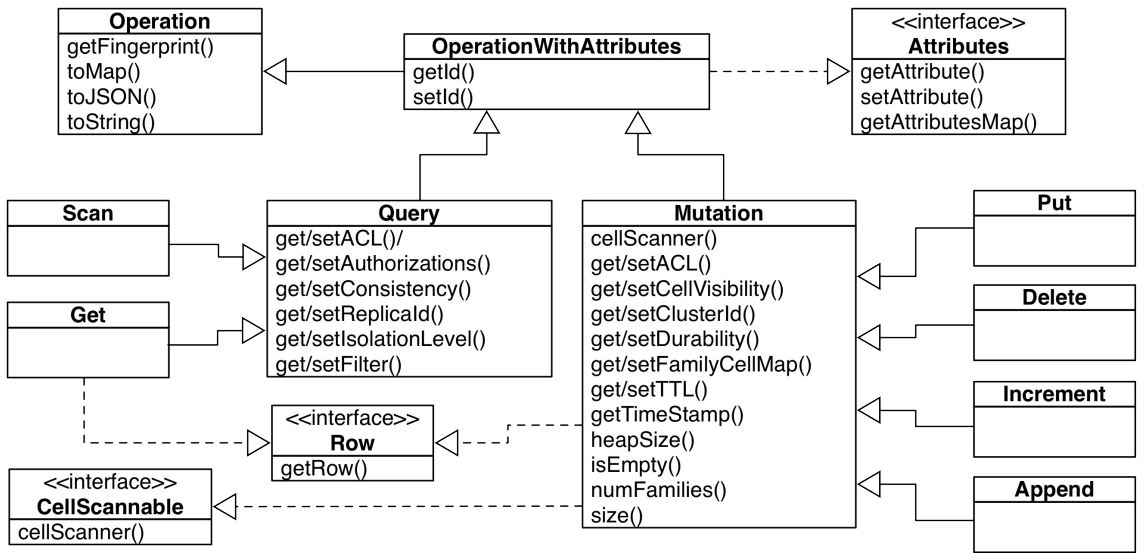 Operation
getFingerprint()
toMap()
toJSON()
toString()
OperationWithAttributes
getId()
setId()
<<interface>>
Attributes
getAttribute()
setAttribute()
getAttributesMap()
Scan
Get
Query
get/setACL()/
get/setAuthorizations()
get/setConsistency()
get/setReplicaId()
get/setIsolationLevel()
get/setFilter()
Mutation
cellScanner()
get/setACL()
get/setCellVisibility()
get/setClusterId()
get/setDurability()
get/setFamilyCellMap()
get/setTTL()
getTimeStamp()
heapSize()
isEmpty()
numFamilies()
size()
Put
Delete
Increment
Append
<<interface>>
Row
getRow()
<<interface>>
CellScannable
cellScanner()